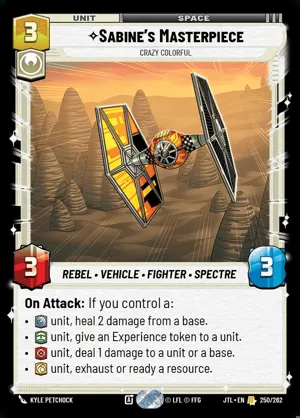 UNIT
SPACE
3
SABINE'S MASTERPIECE
CRAZY COLORFUL
3
3
REBEL • VEHICLE • FIGHTER • SPECTRE
On Attack: If you control a:
• unit, heal 2 damage from a base.
• unit, give an Experience token to a unit.
• unit, deal 1 damage to a unit or a base.
• unit, exhaust or ready a resource.
KYLE PETCHOCK
© LFL © FFG
JTL • EN
250/262